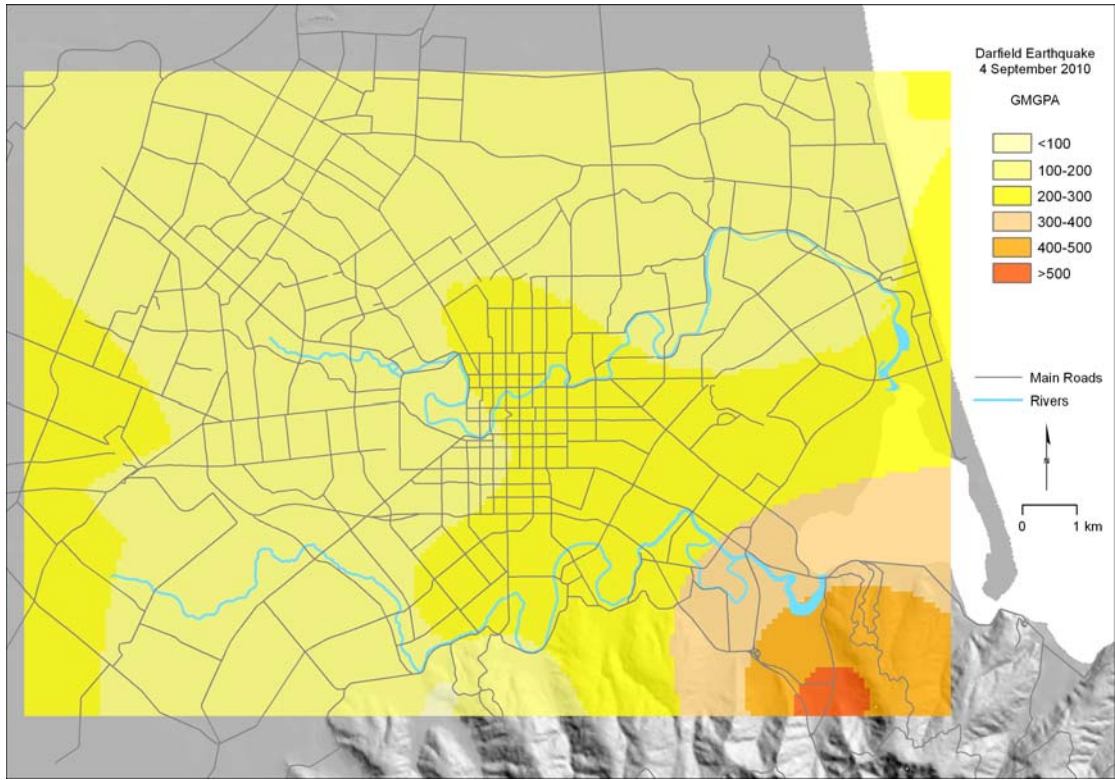 Darfield Earthquake
4 September 2010
GMGPA
<100
100-200
200-300
300-400
400-500
>500
Main Roads
Rivers
N
0 1 km